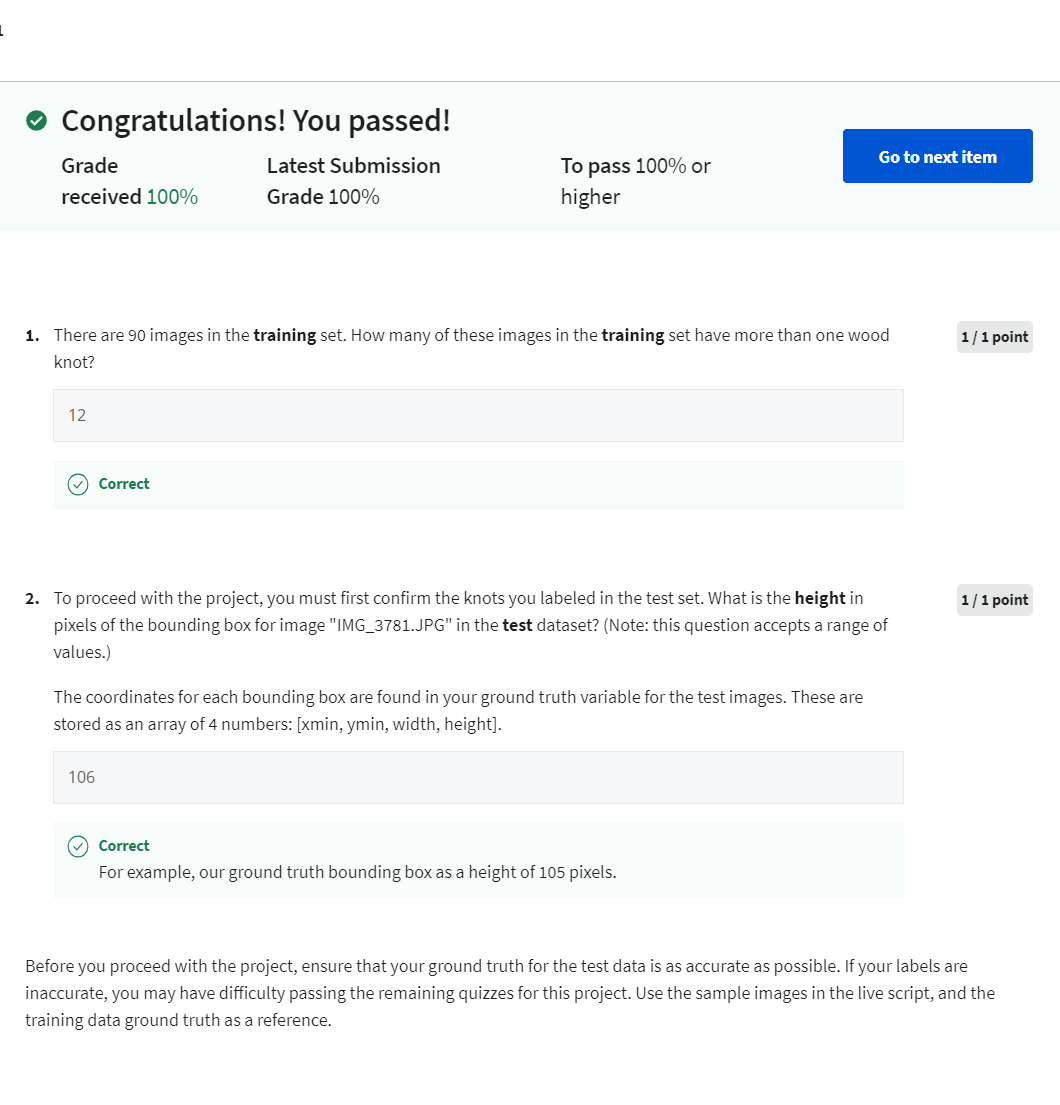 Congratulations! You passed!
Grade
received 100%
Latest Submission
Grade 100%
To pass 100% or
higher
Go to next item
1. There are 90 images in the training set. How many of these images in the training set have more than one wood
knot?
1 / 1 point
12
Correct
2. To proceed with the project, you must first confirm the knots you labeled in the test set. What is the height in
pixels of the bounding box for image "IMG_3781.JPG" in the test dataset? (Note: this question accepts a range of
values.)
1 / 1 point
The coordinates for each bounding box are found in your ground truth variable for the test images. These are
stored as an array of 4 numbers: [xmin, ymin, width, height].
106
Correct
For example, our ground truth bounding box as a height of 105 pixels.
Before you proceed with the project, ensure that your ground truth for the test data is as accurate as possible. If your labels are
inaccurate, you may have difficulty passing the remaining quizzes for this project. Use the sample images in the live script, and the
training data ground truth as a reference.